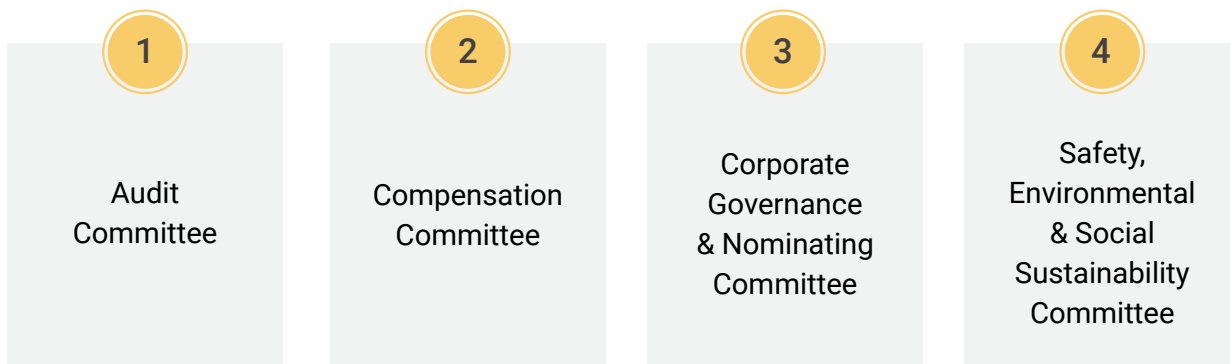 1
Audit
Committee
2
Compensation
Committee
3
Corporate
Governance
& Nominating
Committee
4
Safety,
Environmental
& Social
Sustainability
Committee